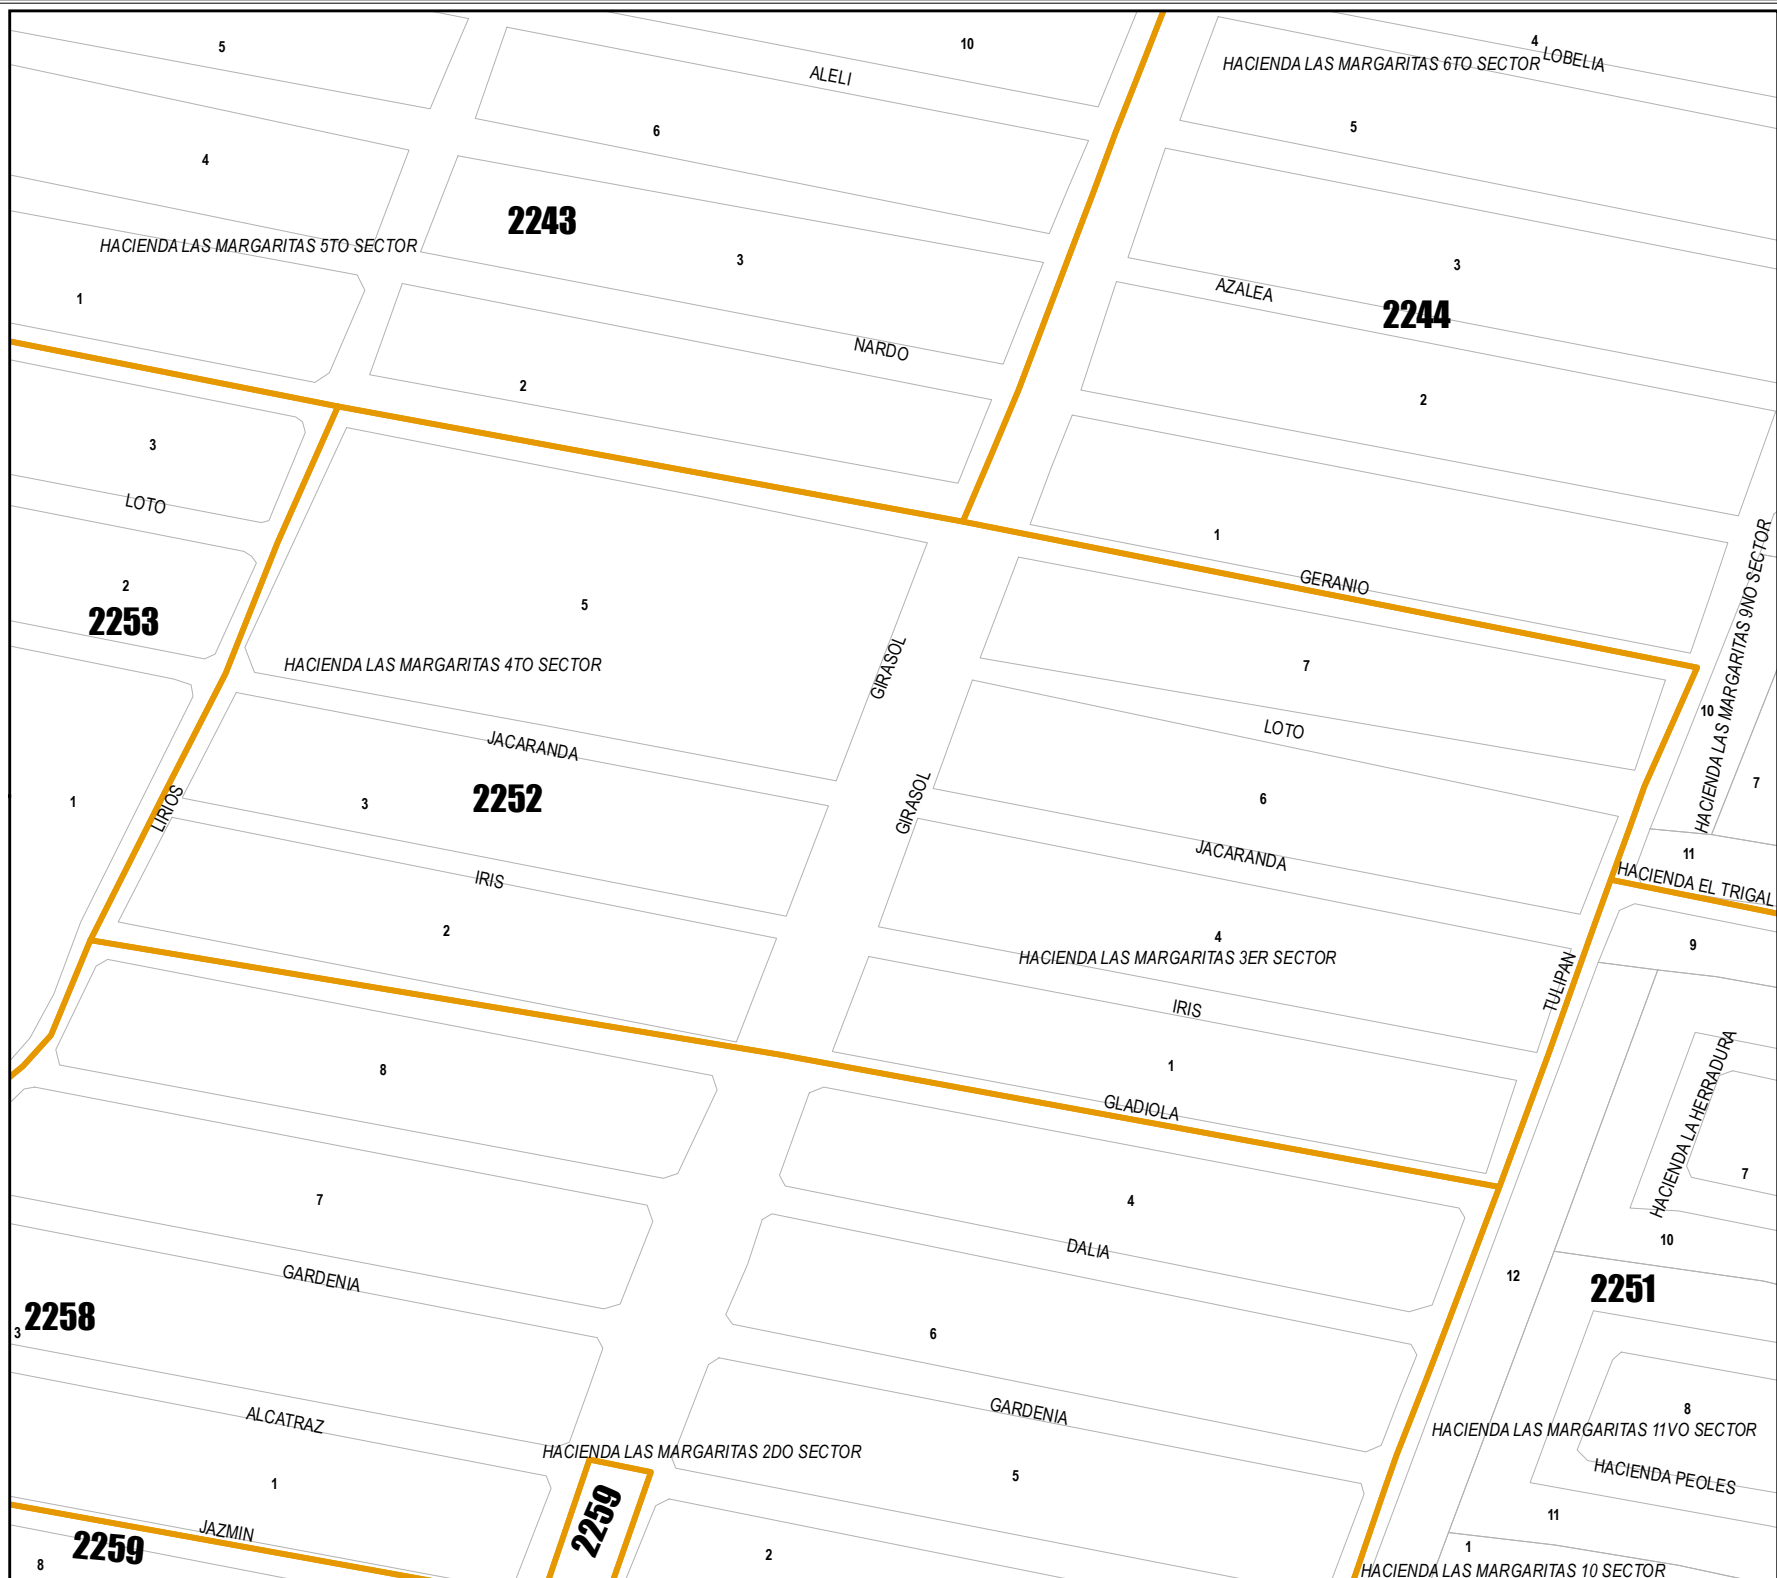 5
10
4
LOBELIA
HACIENDA LAS MARGARITAS 6TO SECTOR
ALELI
6
5
4
2243
HACIENDA LAS MARGARITAS 5TO SECTOR
3
3
1
AZALEA
2244
NARDO
2
2
3
LOTO
1
GERANIO
HACIENDA LAS MARGARITAS 9NO SECTOR
2
2253
5
HACIENDA LAS MARGARITAS 4TO SECTOR
GIRASOL
7
10
LOTO
JACARANDA
7
1
LIRIOS
3
2252
GIRASOL
6
JACARANDA
11
HACIENDA EL TRIGAL
IRIS
2
4
HACIENDA LAS MARGARITAS 3ER SECTOR
9
TULIPAN
IRIS
8
1
GLADIOLA
HACIENDA LA HERRADURA
7
7
4
DALIA
10
GARDENIA
12
2251
2258
3
6
ALCATRAZ
GARDENIA
8
HACIENDA LAS MARGARITAS 11VO SECTOR
HACIENDA LAS MARGARITAS 2DO SECTOR
HACIENDA PEOLES
1
5
2259
11
JAZMIN
2259
8
2
1
HACIENDA LAS MARGARITAS 10 SECTOR